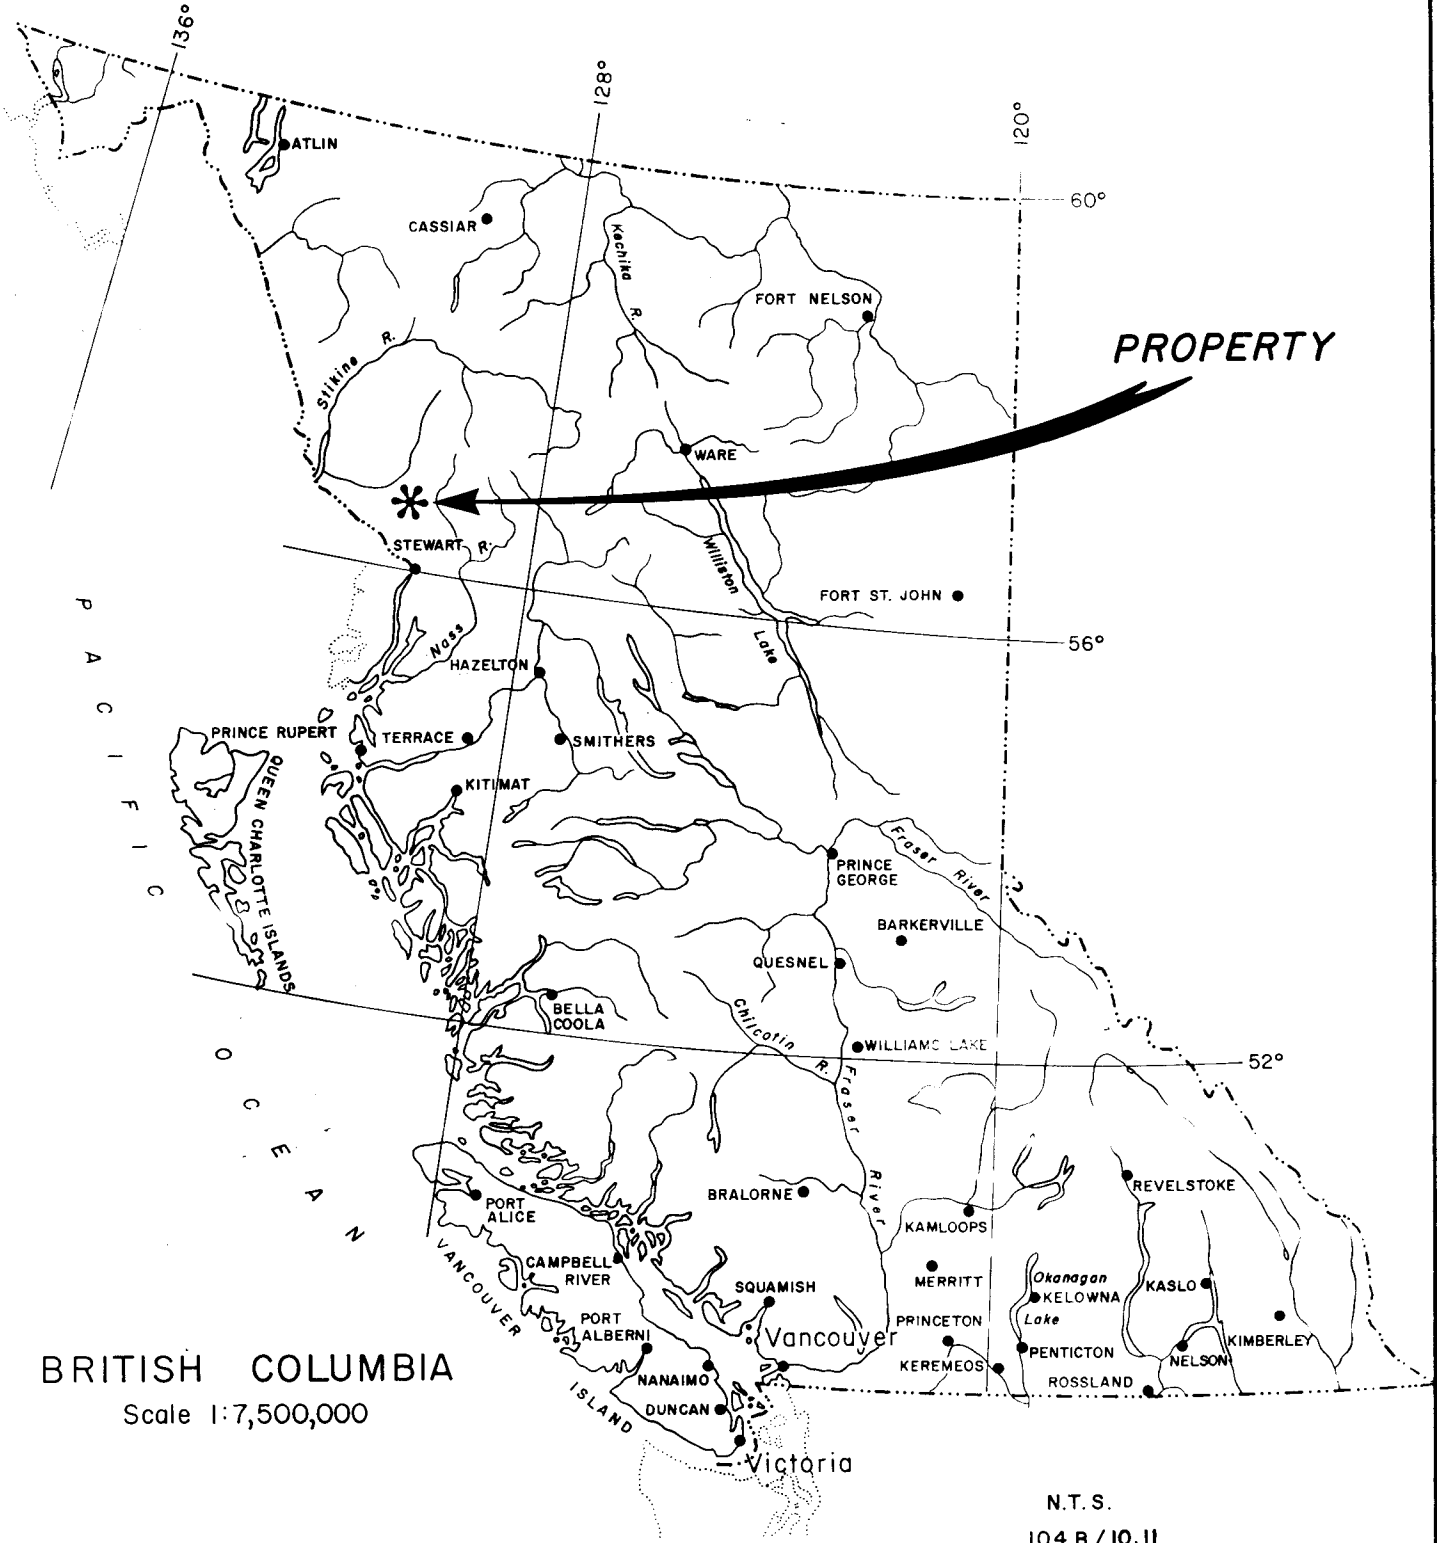 136°
128°
120°
ATLIN
60°
CASSIAR
Kechika
R.
FORT NELSON
PROPERTY
Stikine R.
WARE
STEWART
R.
Williston
Lake
FORT ST. JOHN
56°
Nass
HAZELTON
PACIFIC
OCEAN
PRINCE RUPERT
TERRACE
SMITHERS
KITIMAT
QUEEN CHARLOTTE ISLANDS
PRINCE
GEORGE
Fraser River
BARKERVILLE
QUESNEL
BELLA
COOLA
Chilcotin
R.
WILLIAMS LAKE
52°
Fraser
River
PORT
ALICE
BRALORNE
REVELSTOKE
KAMLOOPS
VANCOUVER
ISLAND
CAMPBELL
RIVER
MERRITT
SQUAMISH
Okanagan
Lake
KELOWNA
KASLO
PORT
ALBERNI
Vancouver
PRINCETON
KIMBERLEY
PENTICTON
NELSON
KEREMEOS
ROSSLAND
NANAIMO
DUNCAN
Victoria
BRITISH COLUMBIA
Scale 1:7,500,000
N.T.S.
104 B / 10, 11